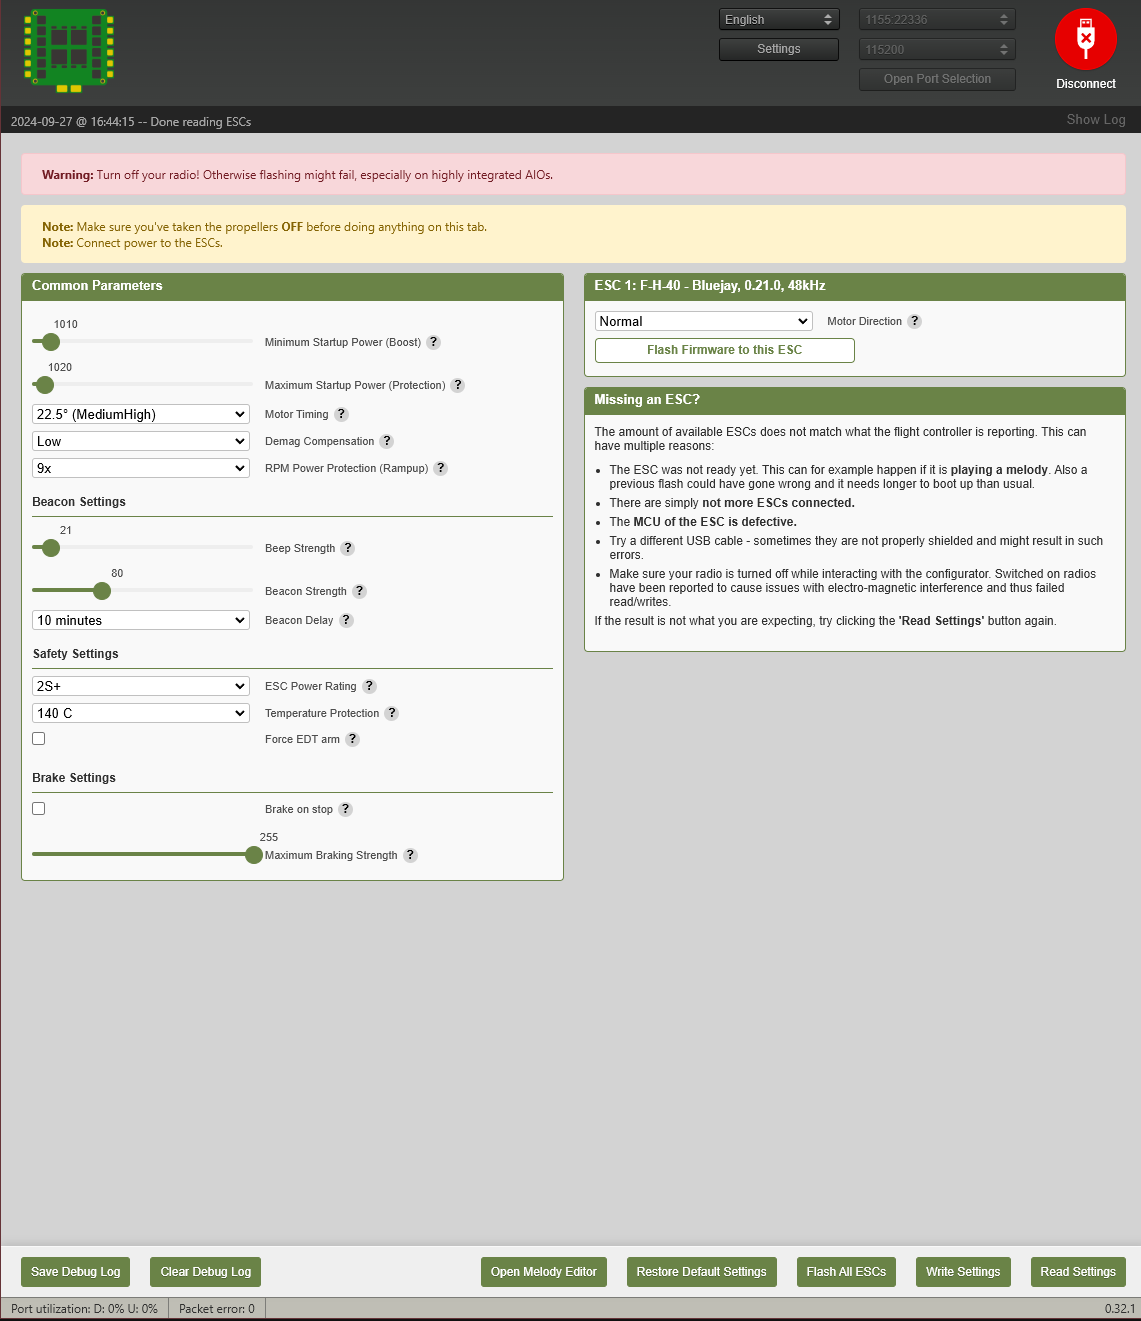 English
1155:22336
Settings
115200
Open Port Selection
Disconnect
2024-09-27 @ 16:44:15 -- Done reading ESCs
Show Log
Warning: Turn off your radio! Otherwise flashing might fail, especially on highly integrated AIOs.
Note: Make sure you've taken the propellers OFF before doing anything on this tab.
Note: Connect power to the ESCs.
Common Parameters
1010
Minimum Startup Power (Boost) ?
1020
Maximum Startup Power (Protection) ?
22.5° (MediumHigh) Motor Timing ?
Low Demag Compensation ?
9x RPM Power Protection (Rampup) ?
Beacon Settings
21
Beep Strength ?
80
Beacon Strength ?
10 minutes Beacon Delay ?
Safety Settings
2S+ ESC Power Rating ?
140 C Temperature Protection ?
Force EDT arm ?
Brake Settings
Brake on stop ?
255
Maximum Braking Strength ?
ESC 1: F-H-40 - Bluejay, 0.21.0, 48kHz
Normal Motor Direction ?
Flash Firmware to this ESC
Missing an ESC?
The amount of available ESCs does not match what the flight controller is reporting. This can
have multiple reasons:
• The ESC was not ready yet. This can for example happen if it is playing a melody. Also a
previous flash could have gone wrong and it needs longer to boot up than usual.
• There are simply not more ESCs connected.
• The MCU of the ESC is defective.
• Try a different USB cable - sometimes they are not properly shielded and might result in such
errors.
• Make sure your radio is turned off while interacting with the configurator. Switched on radios
have been reported to cause issues with electro-magnetic interference and thus failed
read/writes.
If the result is not what you are expecting, try clicking the 'Read Settings' button again.
Save Debug Log
Clear Debug Log
Open Melody Editor
Restore Default Settings
Flash All ESCs
Write Settings
Read Settings
Port utilization: D: 0% U: 0%
Packet error: 0
0.32.1